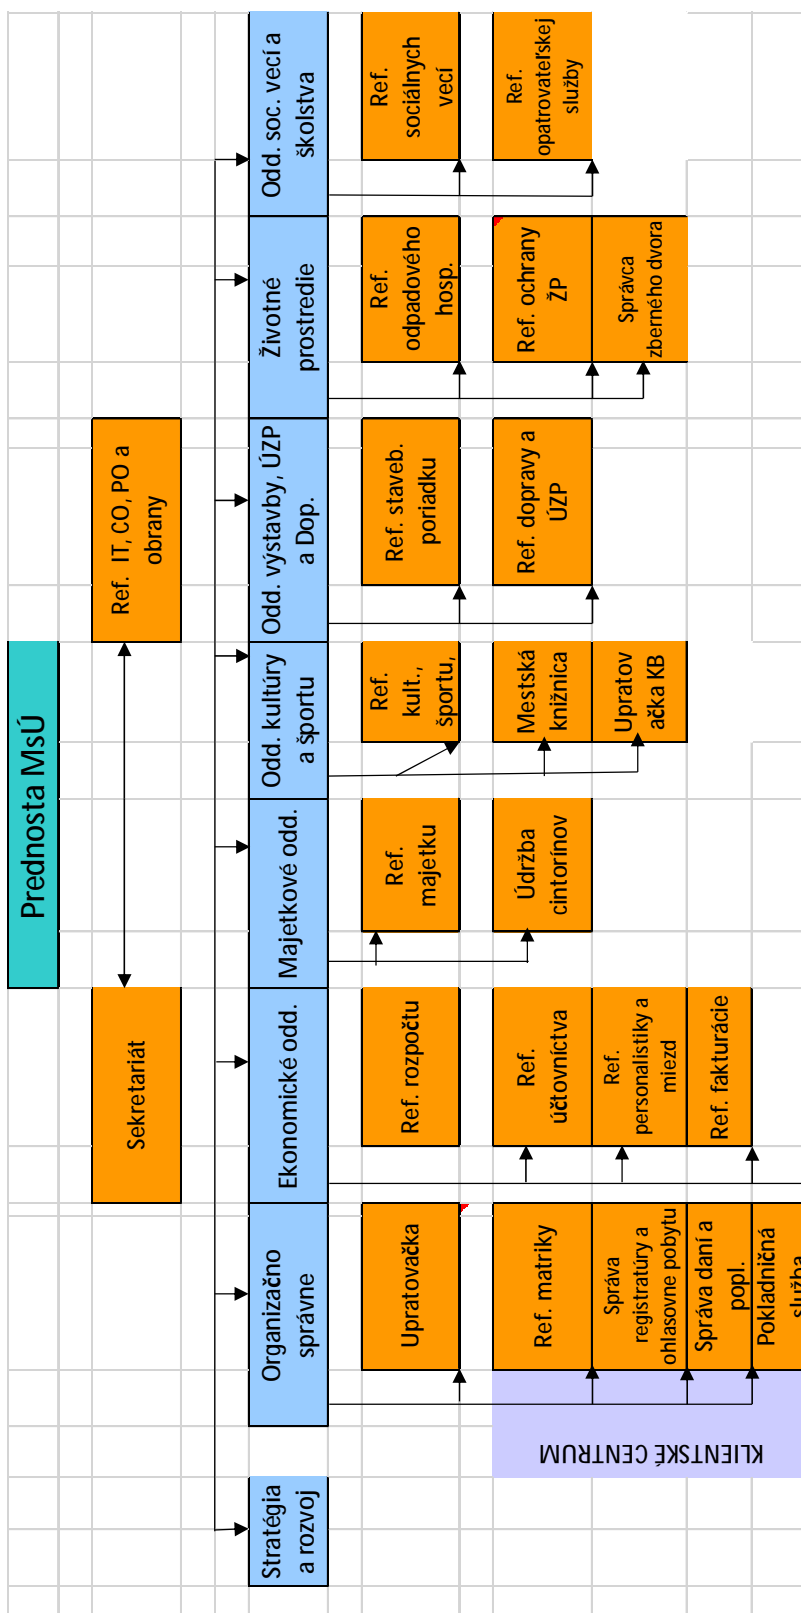 Prednosta MsÚ
Sekretariát
Ref. IT, CO, PO a
obrany
Stratégia
a rozvoj
Organizačno
správne
Ekonomické odd.
Majetkové odd.
Odd. kultúry
a športu
Odd. výstavby, ÚZP
a Dop.
Životné
prostredie
Odd. soc. vecí a
školstva
Upratovačka
Ref. rozpočtu
Ref.
majetku
Ref.
kult.,
športu,
Ref. staveb.
poriadku
Ref.
odpadového
hosp.
Ref.
sociálnych
vecí
KLIENTSKÉ CENTRUM
Ref. matriky
Ref.
účtovníctva
Údržba
cintorínov
Mestská
knižnica
Ref. dopravy a
ÚZP
Ref. ochrany
ŽP
Ref.
opatrovateľskej
služby
Správa
registratúry a
ohlasovne pobytu
Ref.
personalistiky a
miezd
Upratov
ačka KB
Správca
zberného dvora
Správa daní a
popl.
Ref. fakturácie
Pokladničná
služba